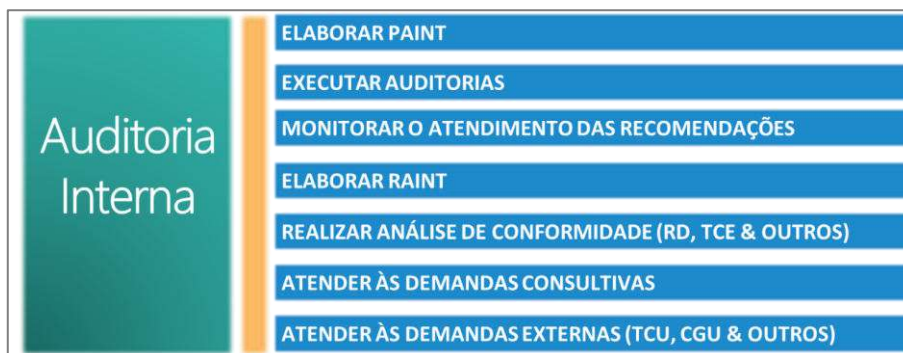 Auditoria
Interna
ELABORAR PAINT
EXECUTAR AUDITORIAS
MONITORAR O ATENDIMENTO DAS RECOMENDAÇÕES
ELABORAR RAINT
REALIZAR ANÁLISE DE CONFORMIDADE (RD, TCE & OUTROS)
ATENDER ÀS DEMANDAS CONSULTIVAS
ATENDER ÀS DEMANDAS EXTERNAS (TCU, CGU & OUTROS)